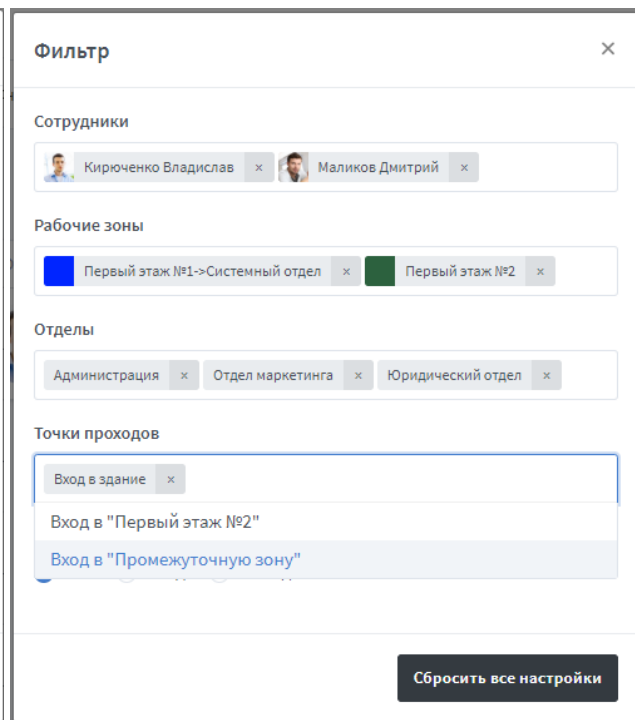 Фильтр ×
Сотрудники
Кирюченко Владислав × Маликов Дмитрий ×
Рабочие зоны
Первый этаж №1->Системный отдел × Первый этаж №2 ×
Отделы
Администрация × Отдел маркетинга × Юридический отдел ×
Точки проходов
Вход в здание ×
Вход в "Первый этаж №2"
Вход в "Промежуточную зону"
Сбросить все настройки